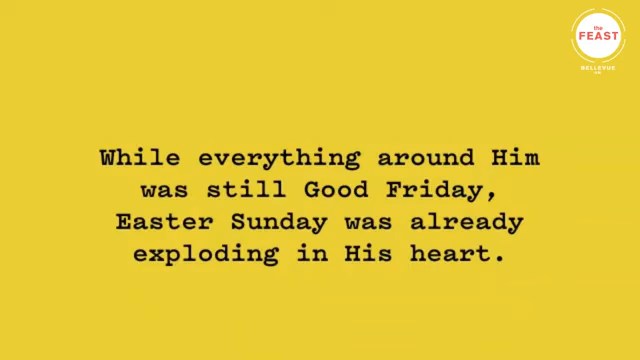 the
FEAST
BELLEVUE
While everything around Him
was still Good Friday,
Easter Sunday was already
exploding in His heart.